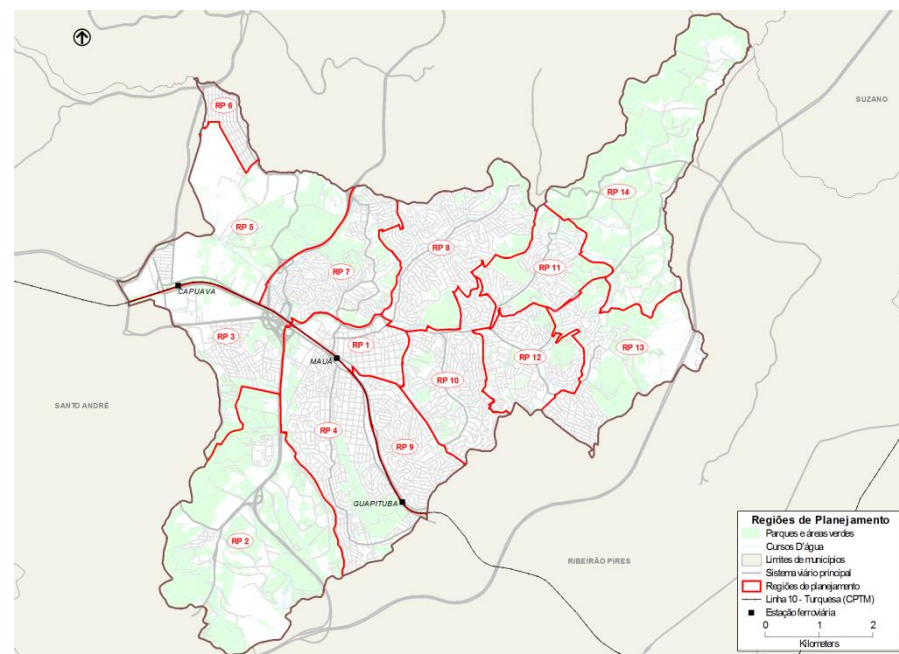 RP 6
SUZANO
RP 14
RP 5
RP 8
RP 7
RP 11
CAPUAVA
RP 3
RP 1
MAUÁ
RP 12
RP 13
RP 10
SANTO ANDRÉ
RP 4
RP 9
GUAPITUBA
RP 2
RIBEIRÃO PIRES
Regiões de Planejamento
Parques e áreas verdes
Cursos D'água
Limites de municípios
Sistema viário principal
Regiões de planejamento
Linha 10 - Turquesa (CPTM)
Estação ferroviária
0 1 2
Kilometers